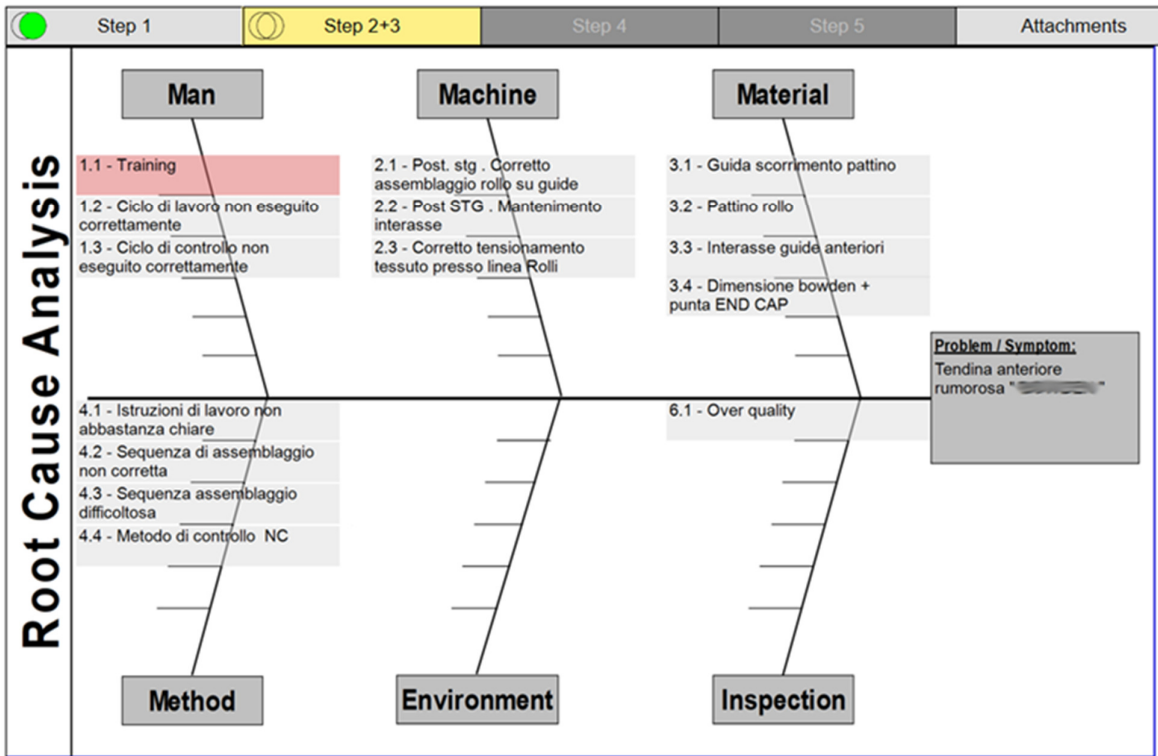 Step 1
Step 2+3
Step 4
Step 5
Attachments
Root Cause Analysis
Man
Machine
Material
1.1 - Training
1.2 - Ciclo di lavoro non eseguito
correttamente
1.3 - Ciclo di controllo non
eseguito correttamente
2.1 - Post. stg . Corretto
assemblaggio rollo su guide
2.2 - Post STG . Mantenimento
interasse
2.3 - Corretto tensionamento
tessuto presso linea Rolli
3.1 - Guida scorrimento pattino
3.2 - Pattino rollo
3.3 - Interasse guide anteriori
3.4 - Dimensione bowden +
punta END CAP
Problem / Symptom:
Tendina anteriore
rumorosa "
4.1 - Istruzioni di lavoro non
abbastanza chiare
4.2 - Sequenza di assemblaggio
non corretta
4.3 - Sequenza assemblaggio
difficoltosa
4.4 - Metodo di controllo NC
6.1 - Over quality
Method
Environment
Inspection